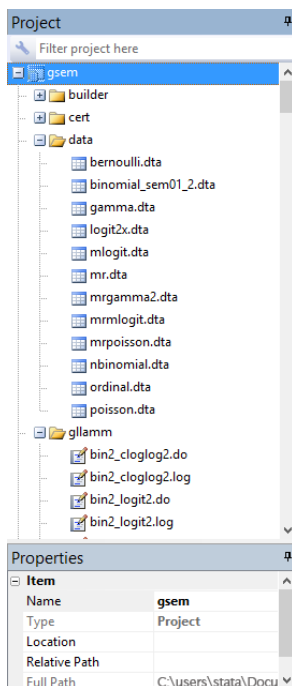 Project
Filter project here
gsem
builder
cert
data
bernoulli.dta
binomial_sem01_2.dta
gamma.dta
logit2x.dta
mlogit.dta
mr.dta
mrgamma2.dta
mrmlogit.dta
mrpoisson.dta
nbinomial.dta
ordinal.dta
poisson.dta
gllamm
bin2_cloglog2.do
bin2_cloglog2.log
bin2_logit2.do
bin2_logit2.log
Properties
Item
Name gsem
Type Project
Location
Relative Path
Full Path C:\users\stata\Docu